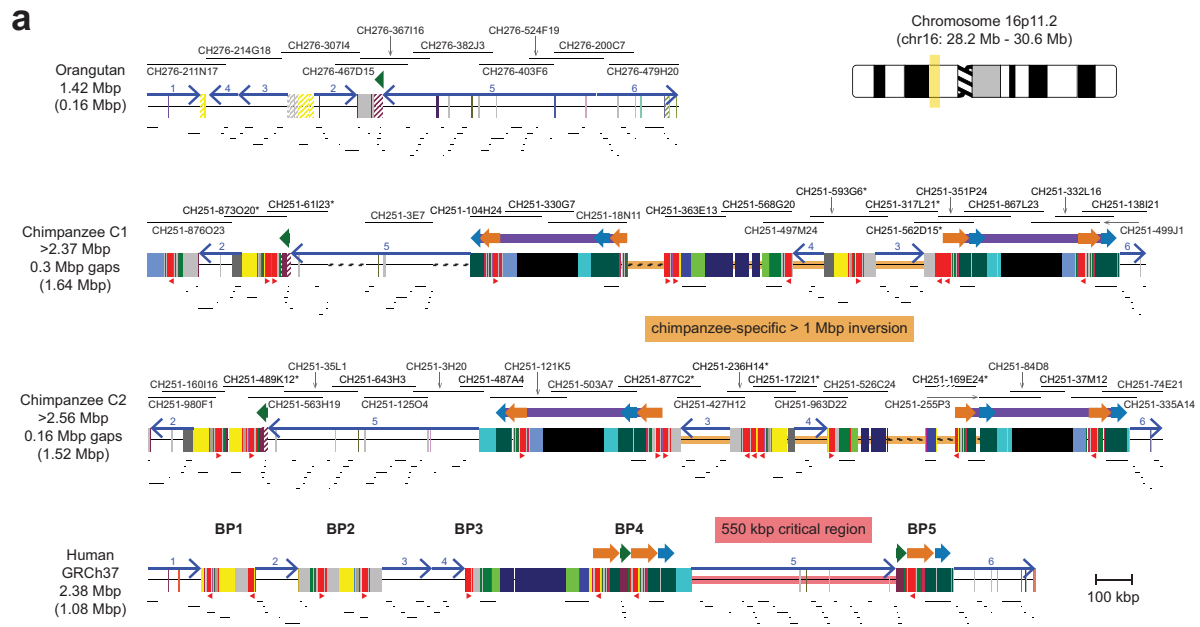 a
Chromosome 16p11.2
(chr16: 28.2 Mb - 30.6 Mb)
CH276-367I16
CH276-524F19
CH276-307I4
CH276-382J3
CH276-200C7
CH276-214G18
CH276-211N17
CH276-467D15
CH276-403F6
CH276-479H20
Orangutan
1.42 Mbp
(0.16 Mbp)
1
4
3
2
5
6
CH251-593G6*
CH251-351P24
CH251-332L16
CH251-61I23*
CH251-330G7
CH251-568G20
CH251-317L21*
CH251-867L23
CH251-138I21
CH251-873O20*
CH251-3E7
CH251-104H24
CH251-18N11
CH251-363E13
CH251-876O23
CH251-497M24
CH251-562D15*
CH251-499J1
Chimpanzee C1
>2.37 Mbp
0.3 Mbp gaps
(1.64 Mbp)
2
5
4
3
6
chimpanzee-specific > 1 Mbp inversion
CH251-35L1
CH251-3H20
CH251-121K5
CH251-236H14*
CH251-84D8
CH251-160I16
CH251-489K12*
CH251-643H3
CH251-487A4
CH251-503A7
CH251-877C2*
CH251-172I21*
CH251-526C24
CH251-169E24*
CH251-37M12
CH251-74E21
CH251-980F1
CH251-563H19
CH251-125O4
CH251-427H12
CH251-963D22
CH251-255P3
CH251-335A14
Chimpanzee C2
>2.56 Mbp
0.16 Mbp gaps
(1.52 Mbp)
2
5
3
4
6
BP1
BP2
BP3
BP4
550 kbp critical region
BP5
Human
GRCh37
2.38 Mbp
(1.08 Mbp)
1
2
3
4
5
6
100 kbp